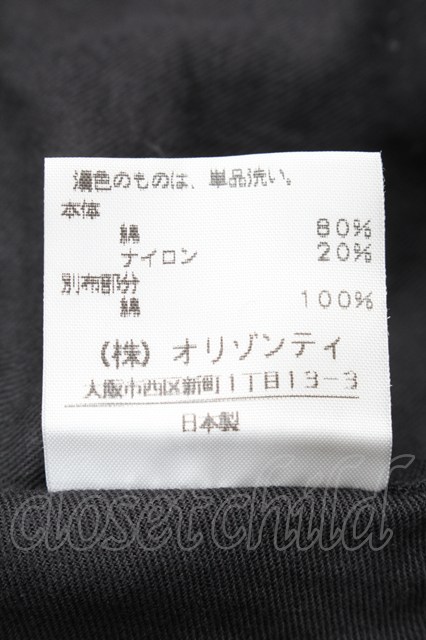 濃色のものは、単品洗い。
本体
綿 80%
ナイロン 20%
別布部分
綿 100%
(株) オリゾンティ
大阪市西区新町1丁目13-3
日本製
closet child